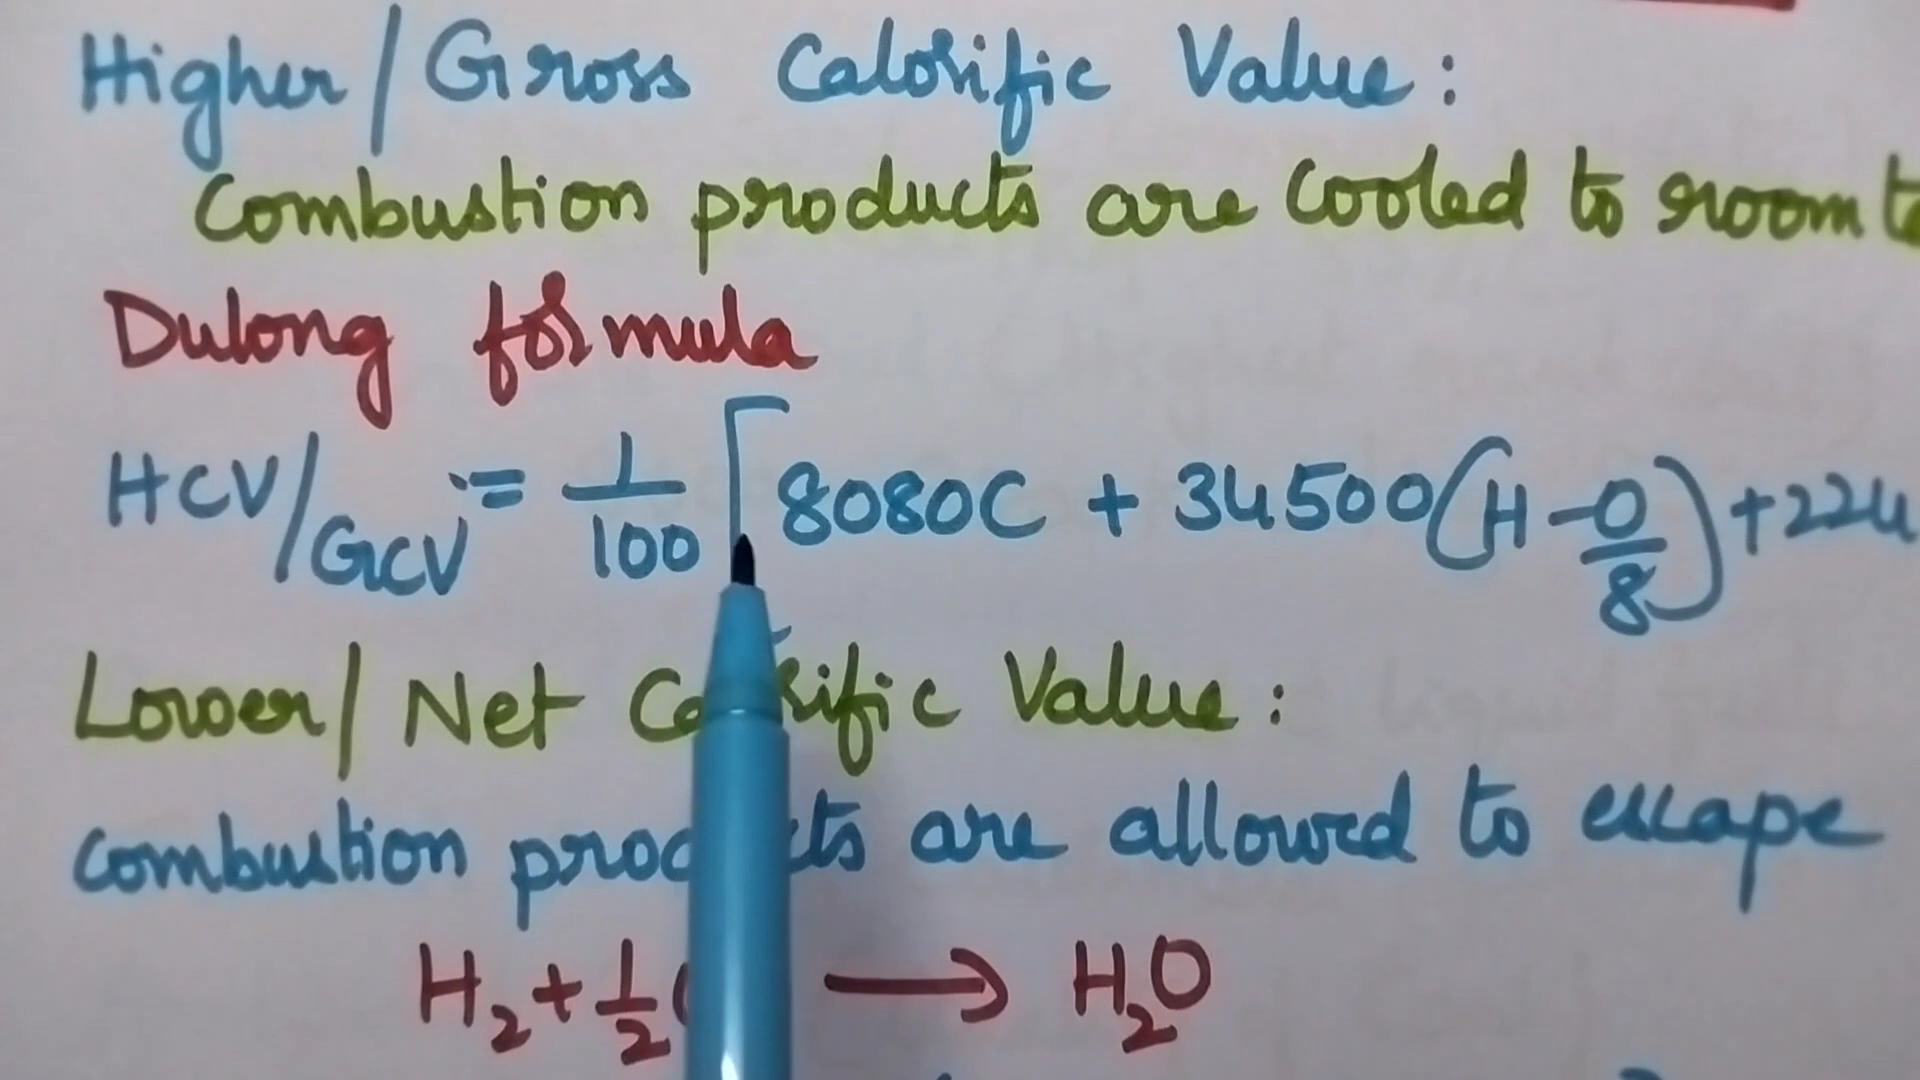 Higher/Gross Calorific Value:
Combustion products are cooled to room
Dulong formula
HCV/GCV = 1/100 [8080C + 34500(H - O/8) + 224
Lower/Net Calorific Value:
combustion products are allowed to escape
H₂ + 1/2 → H₂O